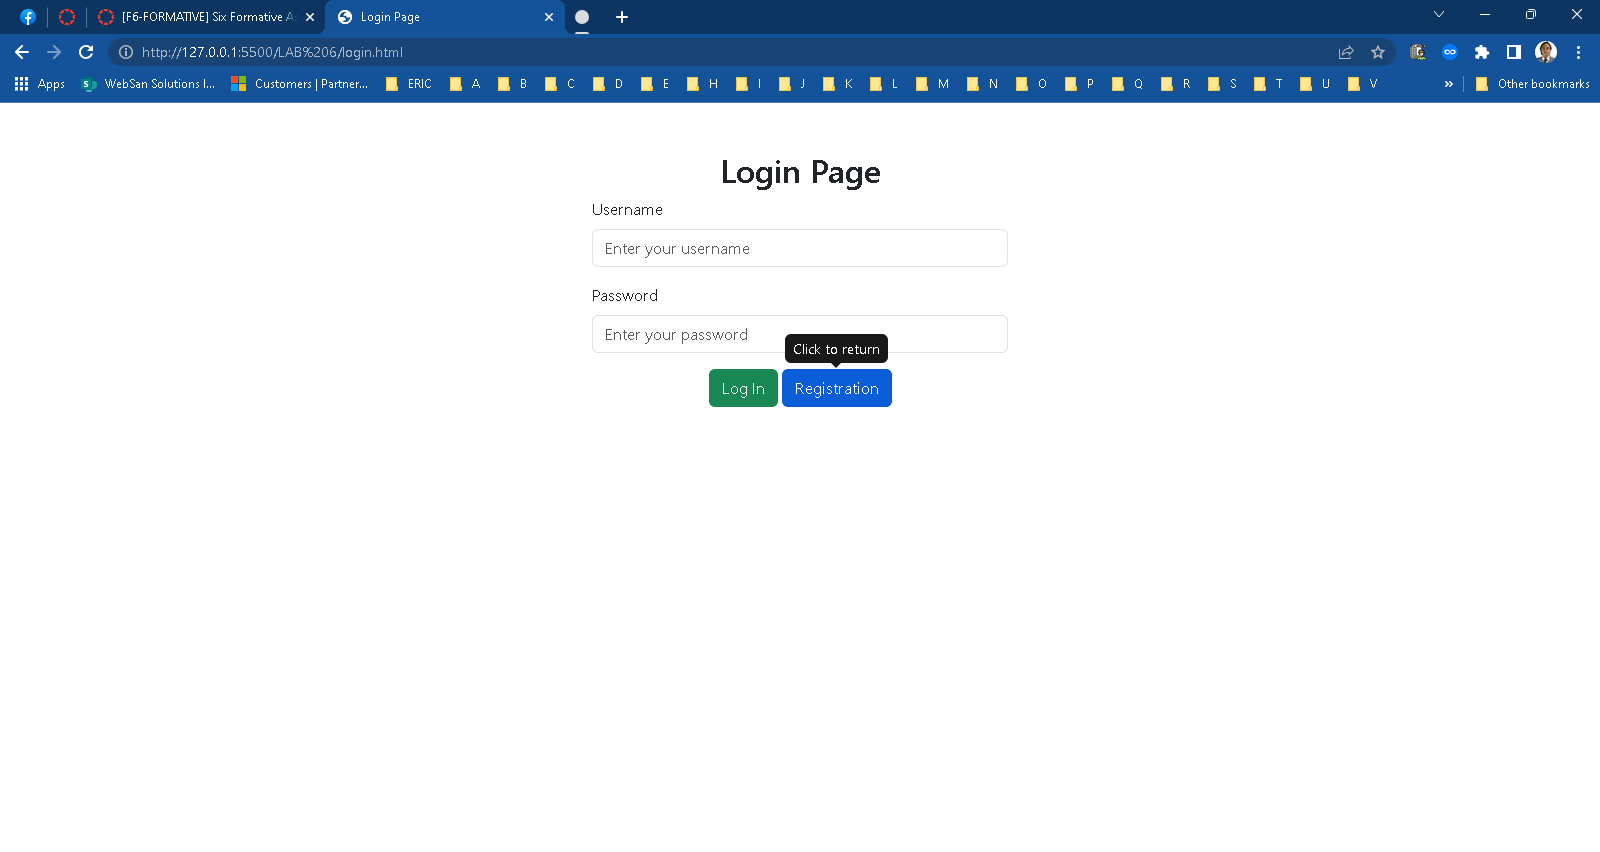 [F6-FORMATIVE] Six Formative A
Login Page
http://127.0.0.1:5500/LAB%206/login.html
Apps
WebSan Solutions I...
Customers | Partner...
ERIC
A
B
C
D
E
H
I
J
K
L
M
N
O
P
Q
R
S
T
U
V
»
Other bookmarks
Login Page
Username
Enter your username
Password
Enter your password
Click to return
Log In
Registration